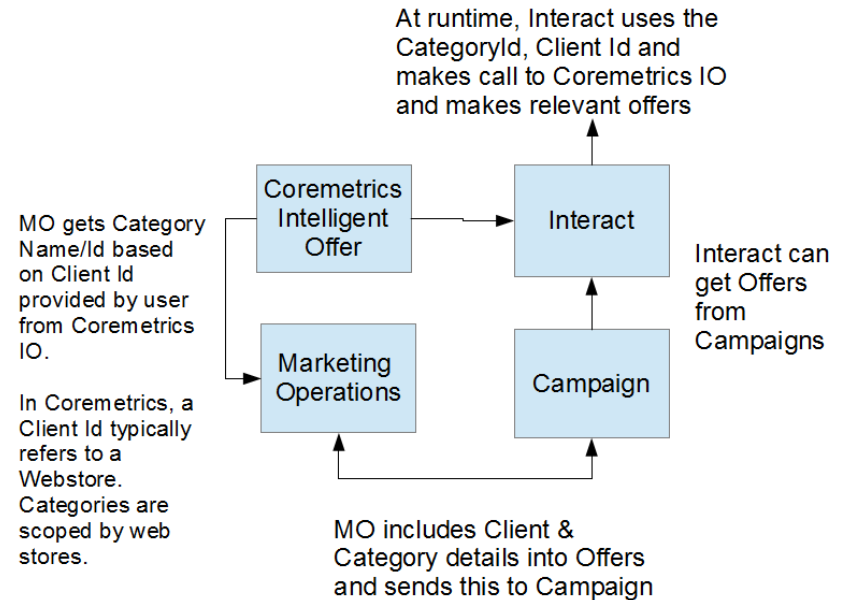 At runtime, Interact uses the
CategoryId, Client Id and
makes call to Coremetrics IO
and makes relevant offers
Coremetrics
Intelligent
Offer
Interact
MO gets Category
Name/Id based
on Client Id
provided by user
from Coremetrics
IO.
In Coremetrics, a
Client Id typically
refers to a
Webstore.
Categories are
scoped by web
stores.
Interact can
get Offers
from
Campaigns
Marketing
Operations
Campaign
MO includes Client &
Category details into Offers
and sends this to Campaign